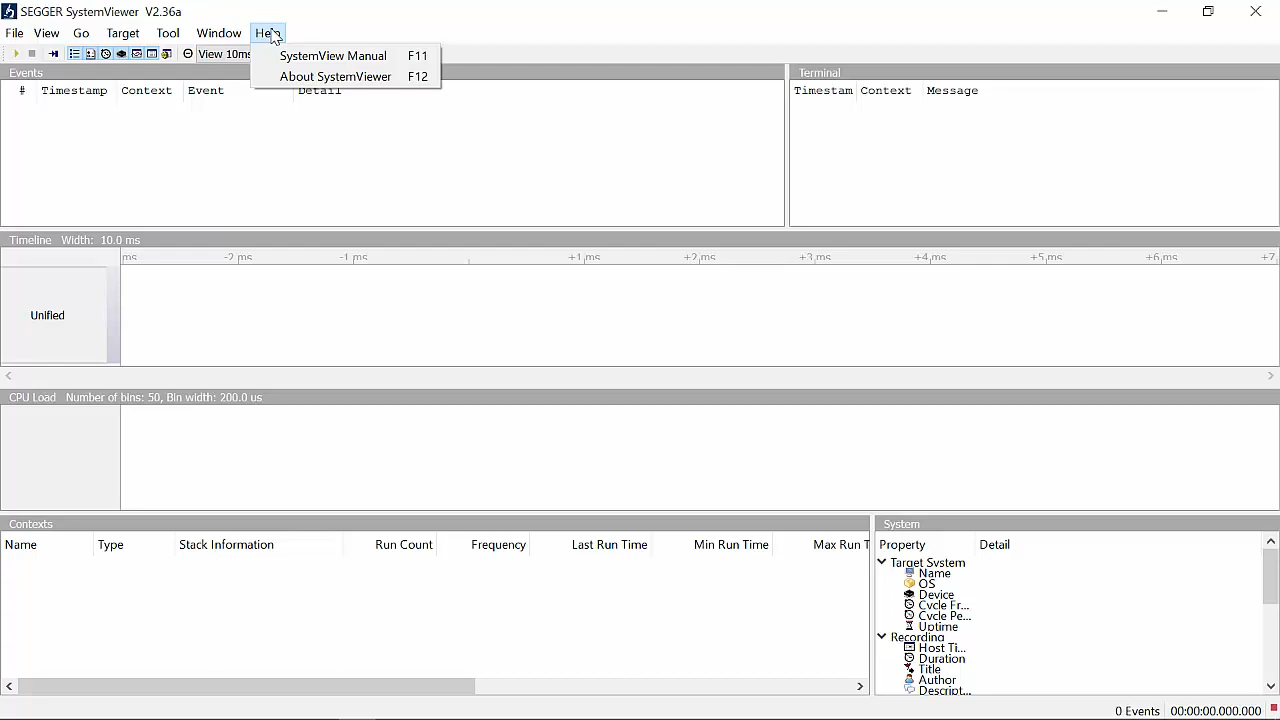 SEGGER SystemViewer V2.36a
File View Go Target Tool Window Help
SystemView Manual F11
About SystemViewer F12
View 10ms
Events
# Timestamp Context Event Detail
Terminal
Timestam Context Message
Timeline Width: 10.0 ms
ms -2 ms -1 ms +1 ms +2 ms +3 ms +4 ms +5 ms +6 ms +7
Unified
CPU Load Number of bins: 50, Bin width: 200.0 us
Contexts
Name Type Stack Information Run Count Frequency Last Run Time Min Run Time Max Run T
System
Property Detail
Target System
Name
OS
Device
Cycle Fr...
Cycle Pe...
Uptime
Recording
Host Ti...
Duration
Title
Author
Descript...
0 Events 00:00:00.000.000